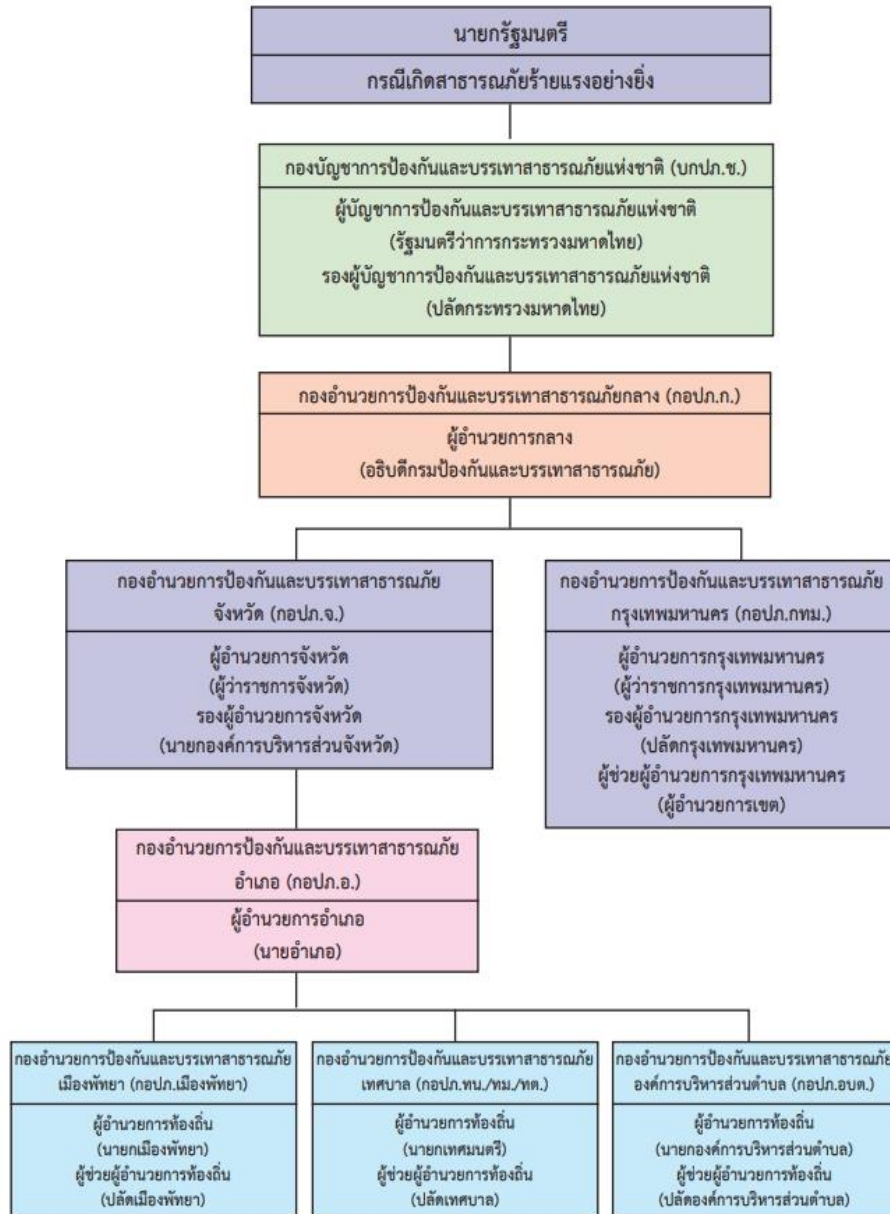 นายกรัฐมนตรี
กรณีเกิดสาธารณภัยร้ายแรงอย่างยิ่ง
กองบัญชาการป้องกันและบรรเทาสาธารณภัยแห่งชาติ (บกปภ.ช.)
ผู้บัญชาการป้องกันและบรรเทาสาธารณภัยแห่งชาติ
(รัฐมนตรีว่าการกระทรวงมหาดไทย)
รองผู้บัญชาการป้องกันและบรรเทาสาธารณภัยแห่งชาติ
(ปลัดกระทรวงมหาดไทย)
กองอำนวยการป้องกันและบรรเทาสาธารณภัยกลาง (กอปภ.ก.)
ผู้อำนวยการกลาง
(อธิบดีกรมป้องกันและบรรเทาสาธารณภัย)
กองอำนวยการป้องกันและบรรเทาสาธารณภัย
จังหวัด (กอปภ.จ.)
ผู้อำนวยการจังหวัด
(ผู้ว่าราชการจังหวัด)
รองผู้อำนวยการจังหวัด
(นายกองค์การบริหารส่วนจังหวัด)
กองอำนวยการป้องกันและบรรเทาสาธารณภัย
กรุงเทพมหานคร (กอปภ.กทม.)
ผู้อำนวยการกรุงเทพมหานคร
(ผู้ว่าราชการกรุงเทพมหานคร)
รองผู้อำนวยการกรุงเทพมหานคร
(ปลัดกรุงเทพมหานคร)
ผู้ช่วยผู้อำนวยการกรุงเทพมหานคร
(ผู้อำนวยการเขต)
กองอำนวยการป้องกันและบรรเทาสาธารณภัย
อำเภอ (กอปภ.อ.)
ผู้อำนวยการอำเภอ
(นายอำเภอ)
กองอำนวยการป้องกันและบรรเทาสาธารณภัย
เมืองพัทยา (กอปภ.เมืองพัทยา)
ผู้อำนวยการท้องถิ่น
(นายกเมืองพัทยา)
ผู้ช่วยผู้อำนวยการท้องถิ่น
(ปลัดเมืองพัทยา)
กองอำนวยการป้องกันและบรรเทาสาธารณภัย
เทศบาล (กอปภ.ทน./ทม./ทต.)
ผู้อำนวยการท้องถิ่น
(นายกเทศมนตรี)
ผู้ช่วยผู้อำนวยการท้องถิ่น
(ปลัดเทศบาล)
กองอำนวยการป้องกันและบรรเทาสาธารณภัย
องค์การบริหารส่วนตำบล (กอปภ.อบต.)
ผู้อำนวยการท้องถิ่น
(นายกองค์การบริหารส่วนตำบล)
ผู้ช่วยผู้อำนวยการท้องถิ่น
(ปลัดองค์การบริหารส่วนตำบล)